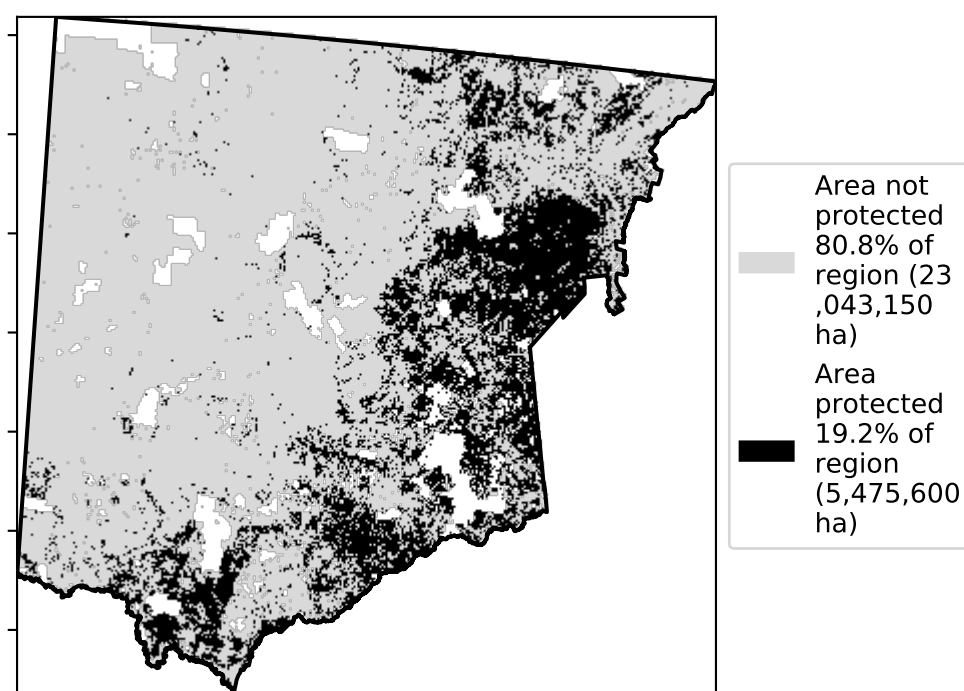 Area not
protected
80.8% of
region (23
,043,150
ha)
Area
protected
19.2% of
region
(5,475,600
ha)